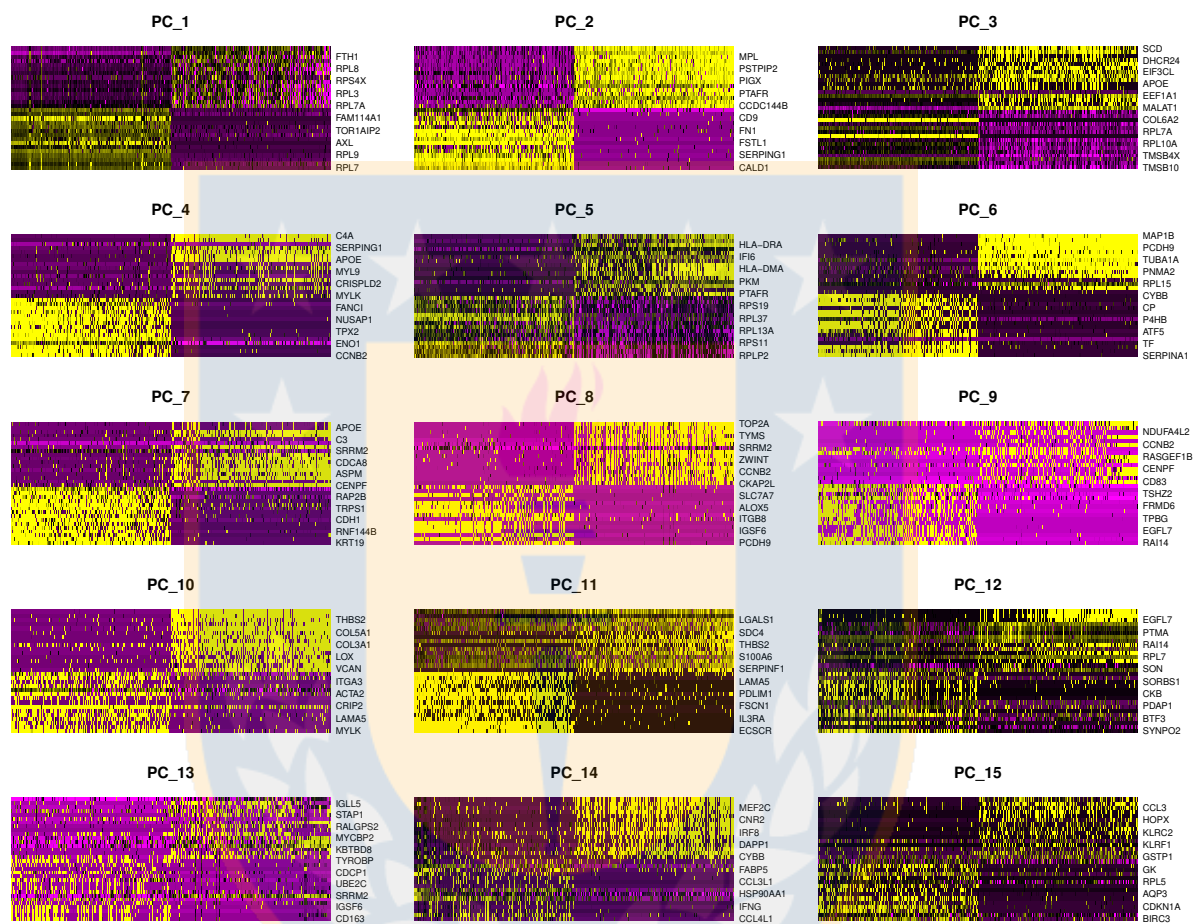 PC_1
FTH1
RPL8
RPS4X
RPL3
RPL7A
FAM114A1
TOR1AIP2
AXL
RPL9
RPL7
PC_2
MPL
PSTPIP2
PIGX
PTAFR
CCDC144B
CD9
FN1
FSTL1
SERPING1
CALD1
PC_3
SCD
DHCR24
EIF3CL
APOE
EEF1A1
MALAT1
COL6A2
RPL7A
RPL10A
TMSB4X
TMSB10
PC_4
C4A
SERPING1
APOE
MYL9
CRISPLD2
MYLK
FANCI
NUSAP1
TPX2
ENO1
CCNB2
PC_5
HLA-DRA
IFI6
HLA-DMA
PKM
PTAFR
RPS19
RPL37
RPL13A
RPS11
RPLP2
PC_6
MAP1B
PCDH9
TUBA1A
PNMA2
RPL15
CYBB
CP
P4HB
ATF5
TF
SERPINA1
PC_7
APOE
C3
SRRM2
CDCA8
ASPM
CENPF
RAP2B
TRPS1
CDH1
RNF144B
KRT19
PC_8
TOP2A
TYMS
SRRM2
ZWINT
CCNB2
CKAP2L
SLC7A7
ALOX5
ITGB8
IGSF6
PCDH9
PC_9
NDUFA4L2
CCNB2
RASGEF1B
CENPF
CD83
TSHZ2
FRMD6
TPBG
EGFL7
RAI14
PC_10
THBS2
COL5A1
COL3A1
LOX
VCAN
ITGA3
ACTA2
CRIP2
LAMA5
MYLK
PC_11
LGALS1
SDC4
THBS2
S100A6
SERPINF1
LAMA5
PDLIM1
FSCN1
IL3RA
ECSCR
PC_12
EGFL7
PTMA
RAI14
RPL7
SON
SORBS1
CKB
PDAP1
BTF3
SYNPO2
PC_13
IGLL5
STAP1
RALGPS2
MYCBP2
KBTBD8
TYROBP
CDCP1
UBE2C
SRRM2
IGSF6
CD163
PC_14
MEF2C
CNR2
IRF8
DAPP1
CYBB
FABP5
CCL3L1
HSP90AA1
IFNG
CCL4L1
PC_15
CCL3
HOPX
KLRC2
KLRF1
GSTP1
GK
RPL5
AQP3
CDKN1A
BIRC3